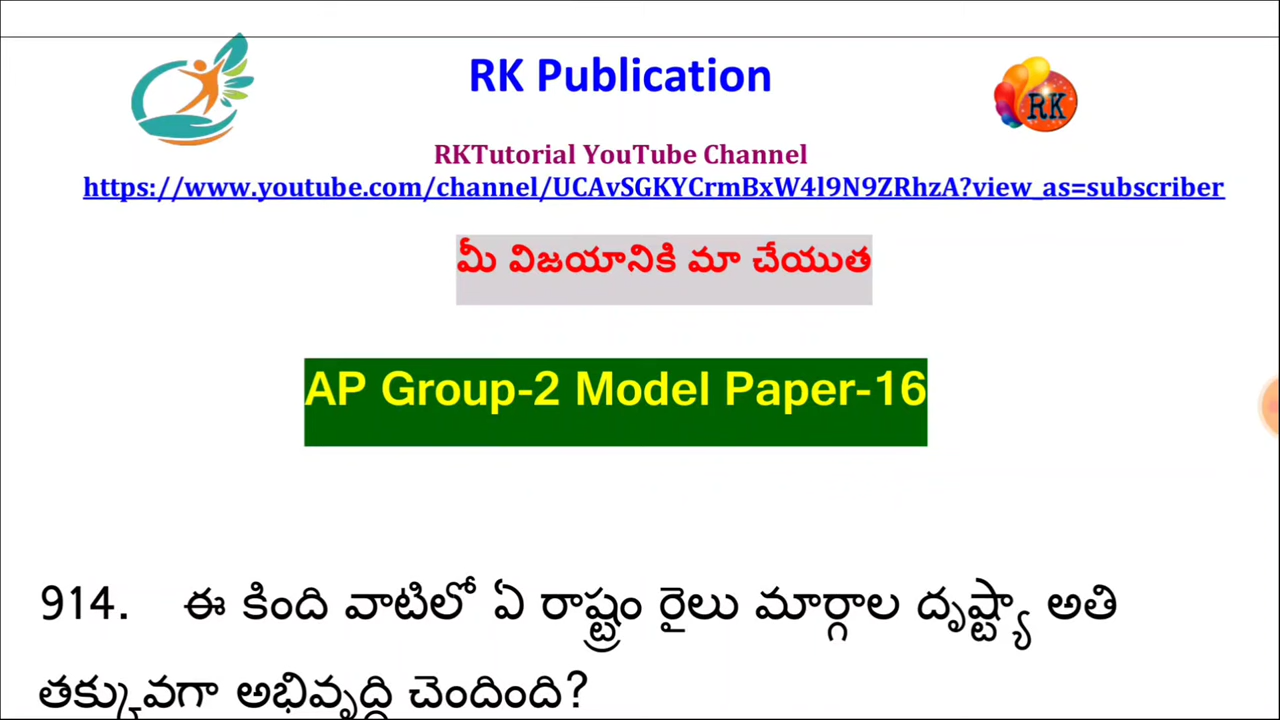 RK Publication
RK
RKTutorial YouTube Channel
https://www.youtube.com/channel/UCAvSGKYCrmBxW4l9N9ZRhzA?view_as=subscriber
మీ విజయానికి మా చేయుత
AP Group-2 Model Paper-16
914. ఈ కింది వాటిలో ఏ రాష్ట్రం రైలు మార్గాల దృష్ట్యా అతి
తక్కువగా అభివృద్ధి చెందింది?